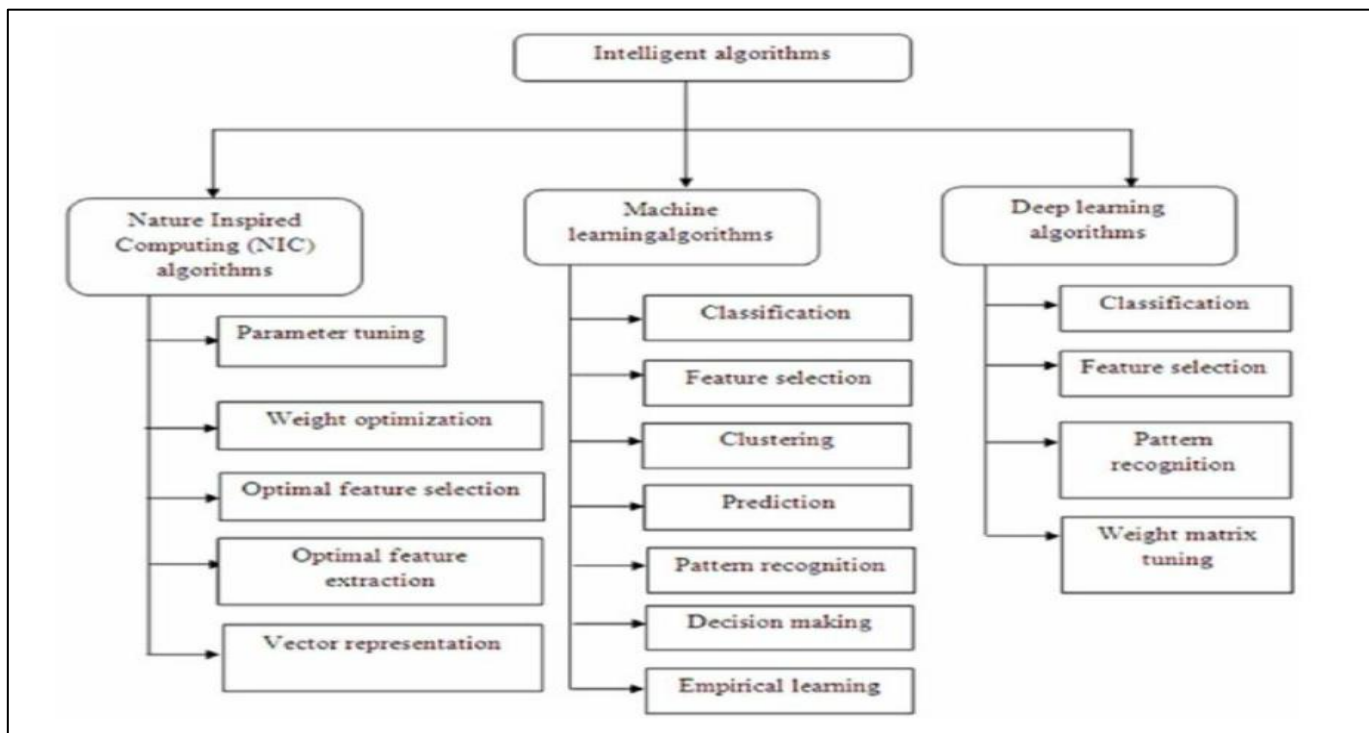 Intelligent algorithms
Nature Inspired
Computing (NIC)
algorithms
Parameter tuning
Weight optimization
Optimal feature selection
Optimal feature
extraction
Vector representation
Machine
learningalgorithms
Classification
Feature selection
Clustering
Prediction
Pattern recognition
Decision making
Empirical learning
Deep learning
algorithms
Classification
Feature selection
Pattern
recognition
Weight matrix
tuning